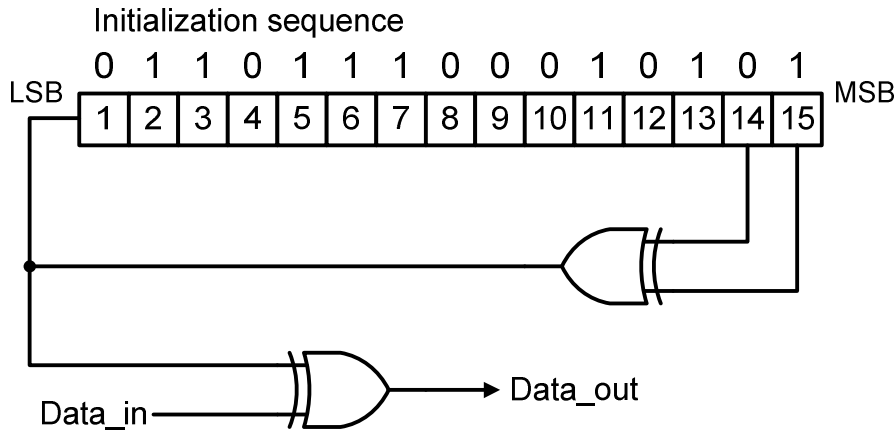 Initialization sequence
0 1 1 0 1 1 1 0 0 0 1 0 1 0 1
LSB 1 2 3 4 5 6 7 8 9 10 11 12 13 14 15 MSB
Data_out
Data_in